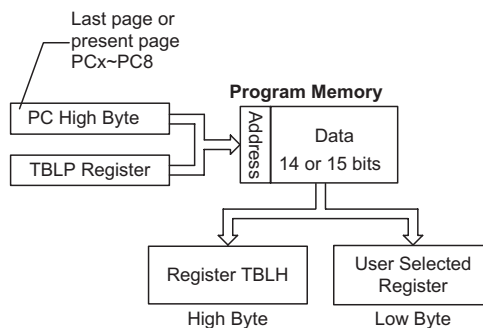 Last page or
present page
PCx~PC8
Program Memory
PC High Byte
TBLP Register
Address
Data
14 or 15 bits
Register TBLH
User Selected
Register
High Byte
Low Byte